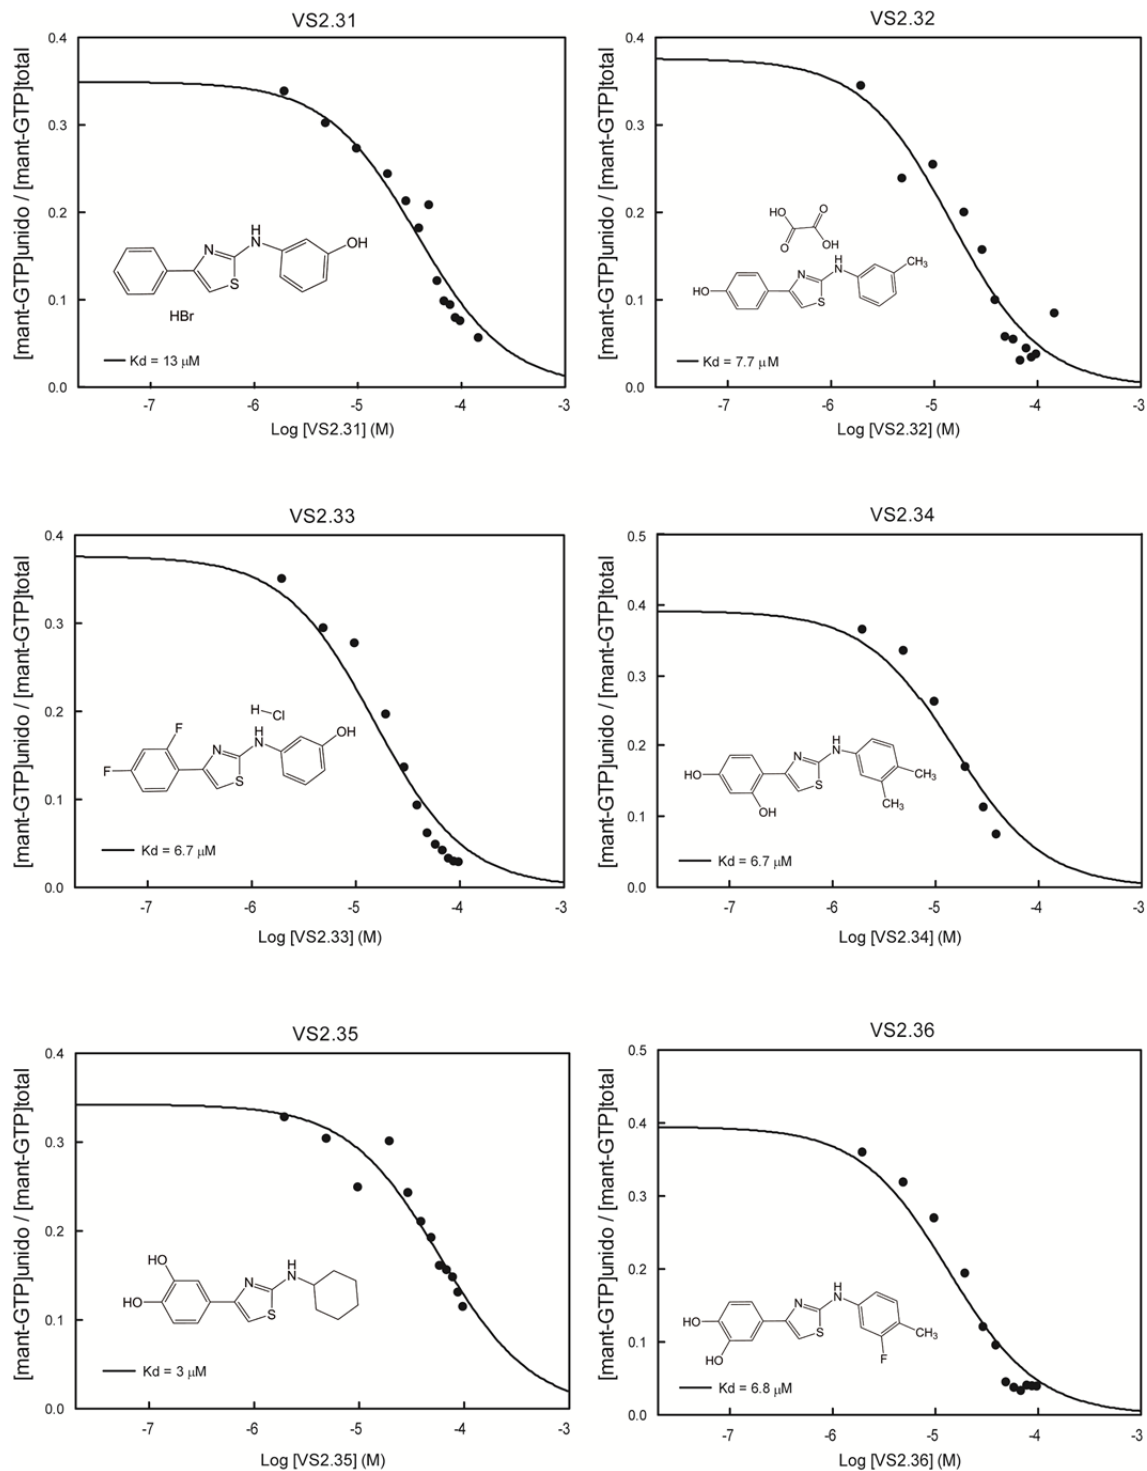 VS2.31
[mant-GTP]unido / [mant-GTP]total
0.4
0.3
0.2
0.1
0.0
N
H
N
OH
S
HBr
Kd = 13 μM
-7
-6
-5
-4
-3
Log [VS2.31] (M)
VS2.32
[mant-GTP]unido / [mant-GTP]total
0.4
0.3
0.2
0.1
0.0
HO
O
O
OH
H
N
CH3
N
HO
S
Kd = 7.7 μM
-7
-6
-5
-4
-3
Log [VS2.32] (M)
VS2.33
[mant-GTP]unido / [mant-GTP]total
0.4
0.3
0.2
0.1
0.0
H
Cl
F
H
N
OH
N
F
S
Kd = 6.7 μM
-7
-6
-5
-4
-3
Log [VS2.33] (M)
VS2.34
[mant-GTP]unido / [mant-GTP]total
0.5
0.4
0.3
0.2
0.1
0.0
H
N
N
HO
CH3
S
CH3
OH
Kd = 6.7 μM
-7
-6
-5
-4
-3
Log [VS2.34] (M)
VS2.35
[mant-GTP]unido / [mant-GTP]total
0.4
0.3
0.2
0.1
0.0
HO
H
N
N
HO
S
Kd = 3 μM
-7
-6
-5
-4
-3
Log [VS2.35] (M)
VS2.36
[mant-GTP]unido / [mant-GTP]total
0.5
0.4
0.3
0.2
0.1
0.0
H
N
N
HO
S
CH3
HO
F
Kd = 6.8 μM
-7
-6
-5
-4
-3
Log [VS2.36] (M)